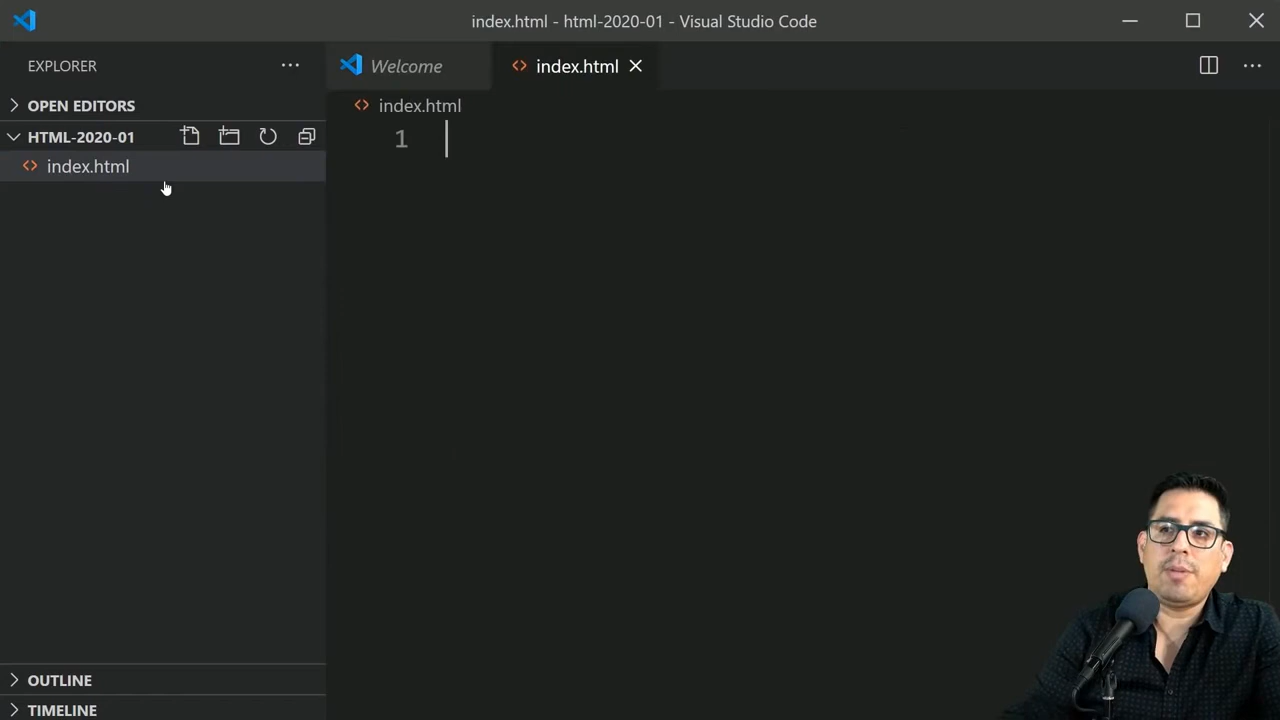 index.html - html-2020-01 - Visual Studio Code
EXPLORER
Welcome
index.html
OPEN EDITORS
index.html
HTML-2020-01
1
index.html
OUTLINE
TIMELINE